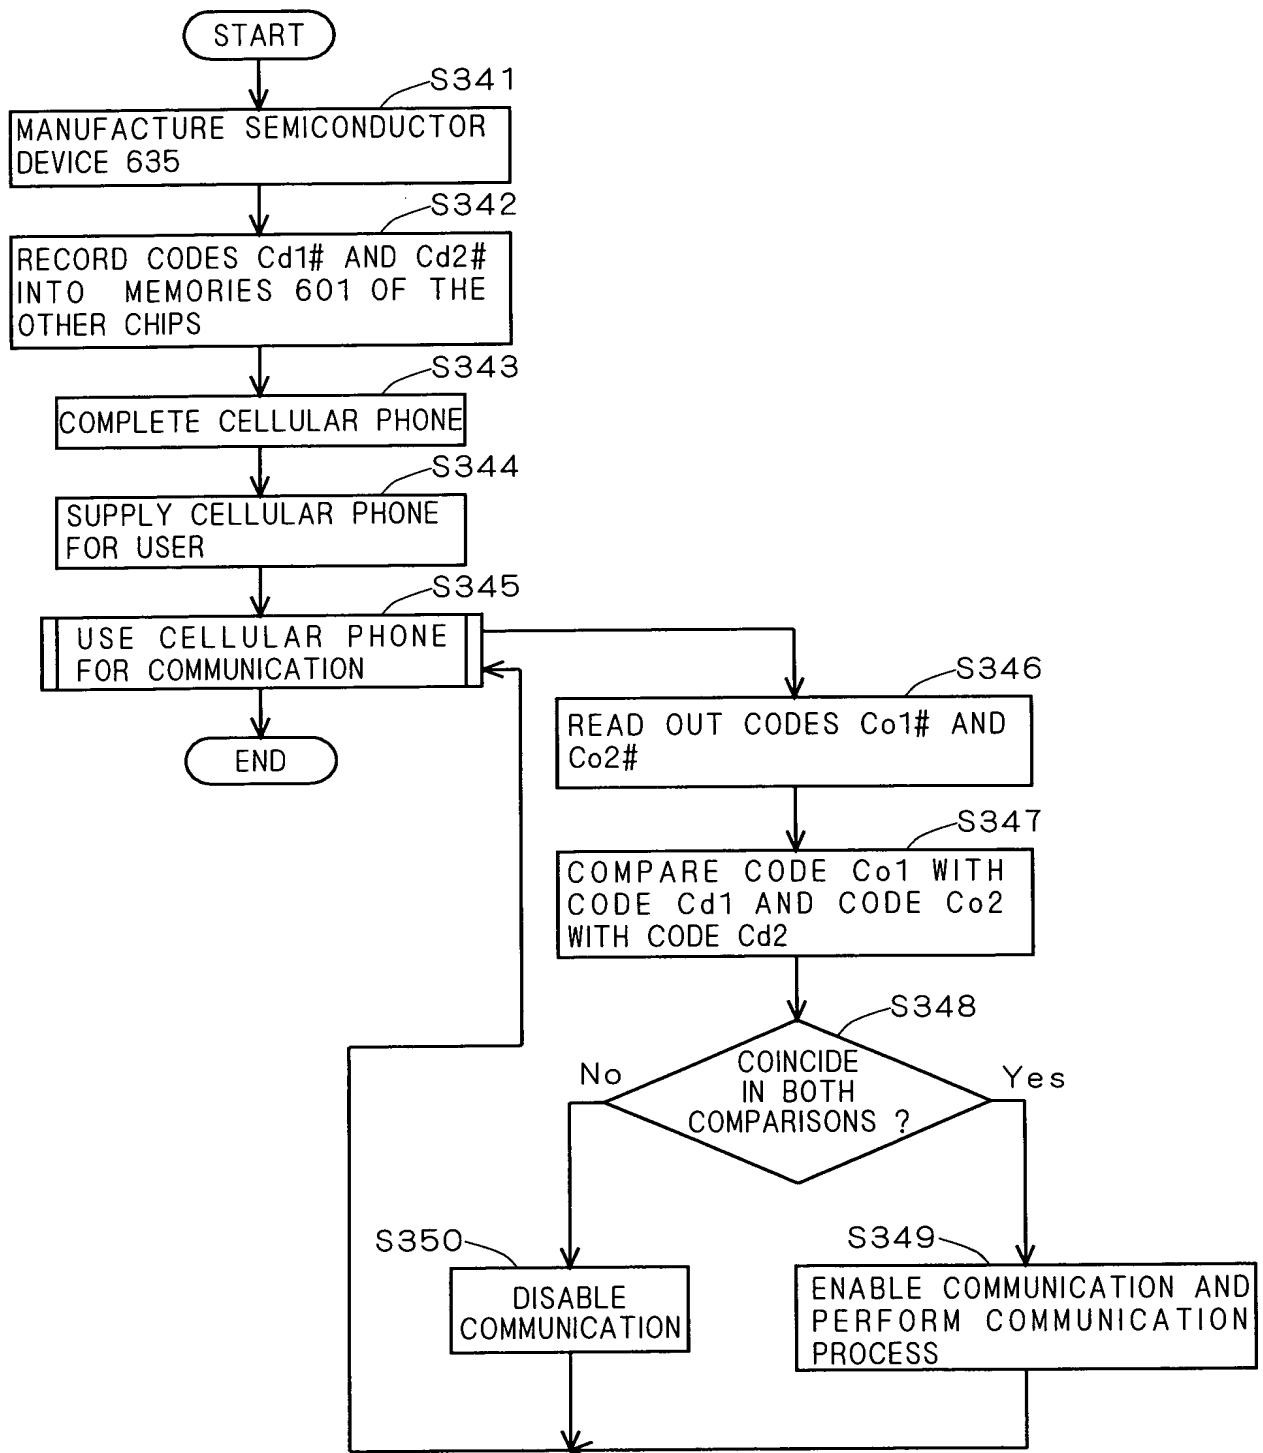 START
S341
MANUFACTURE SEMICONDUCTOR
DEVICE 635
S342
RECORD CODES Cd1# AND Cd2#
INTO MEMORIES 601 OF THE
OTHER CHIPS
S343
COMPLETE CELLULAR PHONE
S344
SUPPLY CELLULAR PHONE
FOR USER
S345
USE CELLULAR PHONE
FOR COMMUNICATION
END
S346
READ OUT CODES Co1# AND
Co2#
S347
COMPARE CODE Co1 WITH
CODE Cd1 AND CODE Co2
WITH CODE Cd2
S348
COINCIDE
IN BOTH
COMPARISONS ?
No
Yes
S350
DISABLE
COMMUNICATION
S349
ENABLE COMMUNICATION AND
PERFORM COMMUNICATION
PROCESS